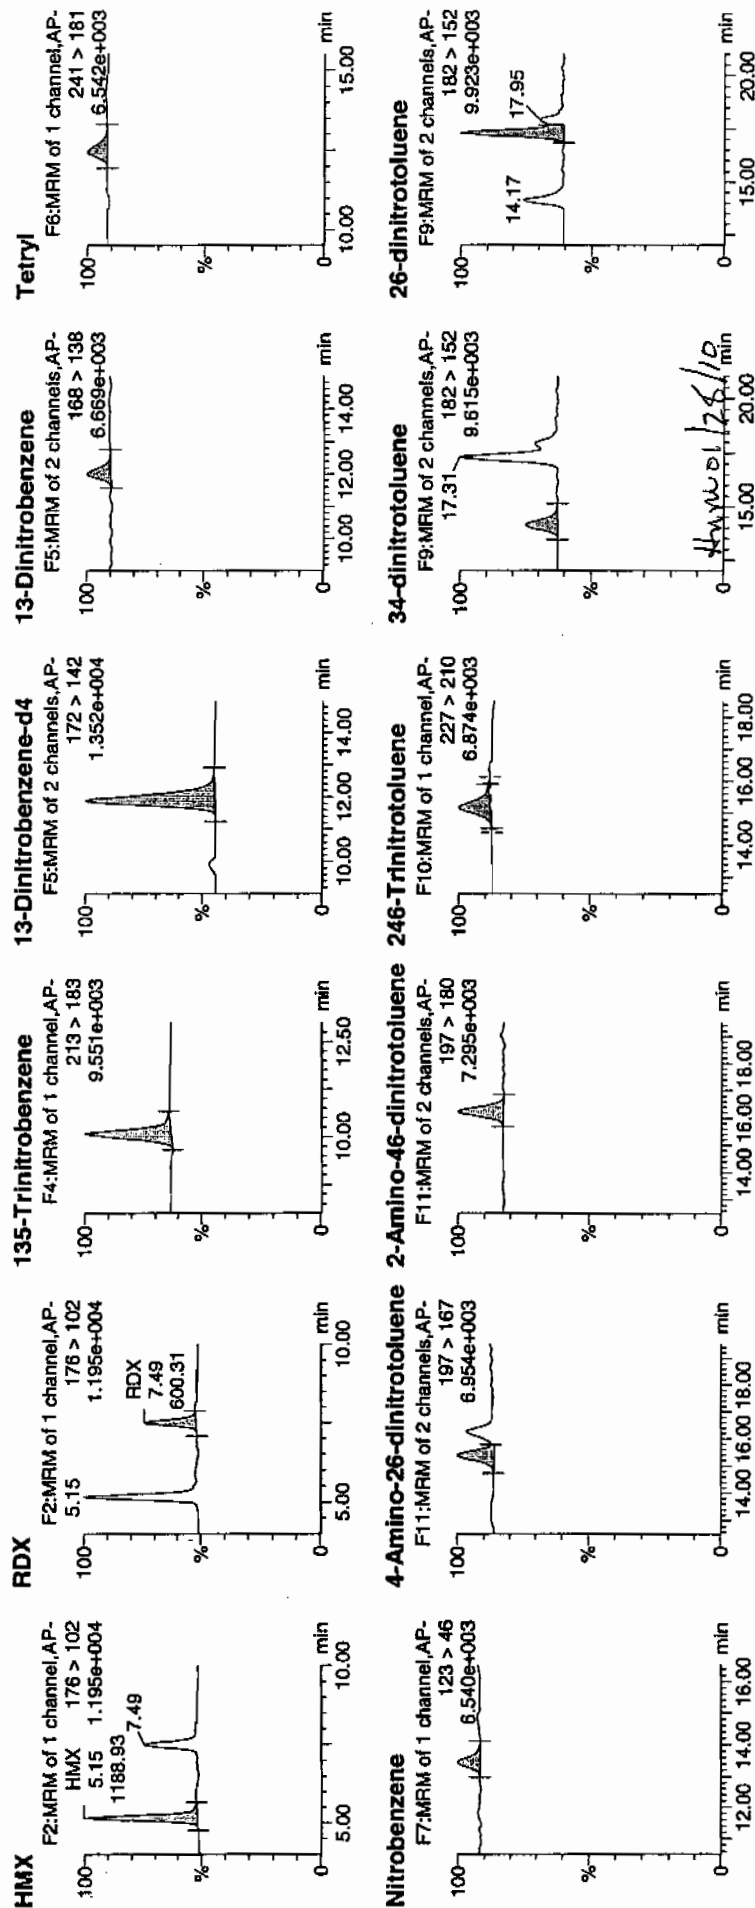 HMX
F2:MRM of 1 channel,AP-
176 > 102
1.195e+004
HMX
5.15
1188.93
7.49
100
%
0
5.00
10.00
min
RDX
F2:MRM of 1 channel,AP-
176 > 102
1.195e+004
5.15
RDX
7.49
600.31
100
%
0
5.00
10.00
min
135-Trinitrobenzene
F4:MRM of 1 channel,AP-
213 > 183
9.551e+003
100
%
0
10.00
12.50
min
13-Dinitrobenzene-d4
F5:MRM of 2 channels,AP-
172 > 142
1.352e+004
100
%
0
10.00
12.00
14.00
min
13-Dinitrobenzene
F5:MRM of 2 channels,AP-
168 > 138
6.669e+003
100
%
0
10.00
12.00
14.00
min
Tetryl
F6:MRM of 1 channel,AP-
241 > 181
6.542e+003
100
%
0
10.00
15.00
min
Nitrobenzene
F7:MRM of 1 channel,AP-
123 > 46
6.540e+003
100
%
0
12.00
14.00
16.00
min
4-Amino-26-dinitrotoluene
F11:MRM of 2 channels,AP-
197 > 167
6.954e+003
100
%
0
14.00
16.00
18.00
min
2-Amino-46-dinitrotoluene
F11:MRM of 2 channels,AP-
197 > 180
7.295e+003
100
%
0
14.00
16.00
18.00
min
246-Trinitrotoluene
F10:MRM of 1 channel,AP-
227 > 210
6.874e+003
100
%
0
14.00
16.00
18.00
min
34-dinitrotoluene
F9:MRM of 2 channels,AP-
182 > 152
9.615e+003
17.31
100
%
0
15.00
20.00
min
26-dinitrotoluene
F9:MRM of 2 channels,AP-
182 > 152
9.923e+003
14.17
17.95
100
%
0
15.00
20.00
min